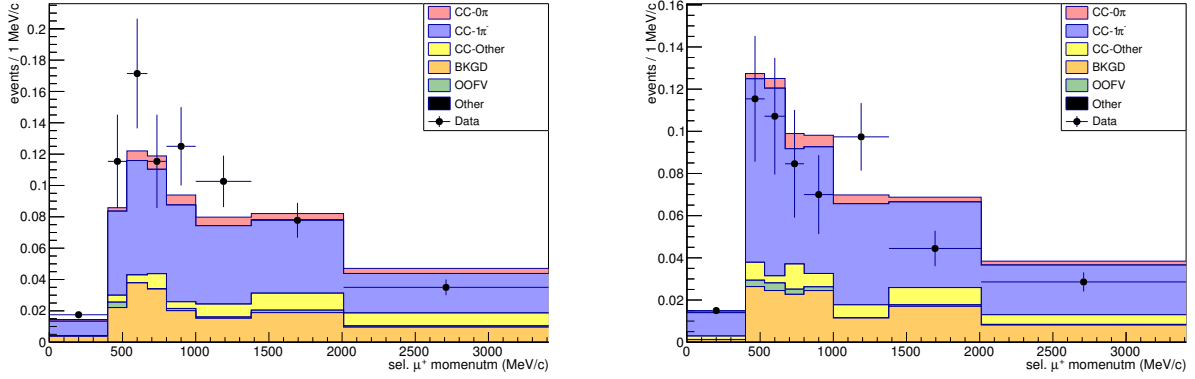 events / 1 MeV/c
0.2
0.18
0.16
0.14
0.12
0.1
0.08
0.06
0.04
0.02
0
CC-0π
CC-1π⁻
CC-Other
BKGD
OOFV
Other
Data
0 500 1000 1500 2000 2500 3000
sel. μ⁺ momenutm (MeV/c)
events / 1 MeV/c
0.16
0.14
0.12
0.1
0.08
0.06
0.04
0.02
0
CC-0π
CC-1π⁻
CC-Other
BKGD
OOFV
Other
Data
0 500 1000 1500 2000 2500 3000
sel. μ⁺ momenutm (MeV/c)